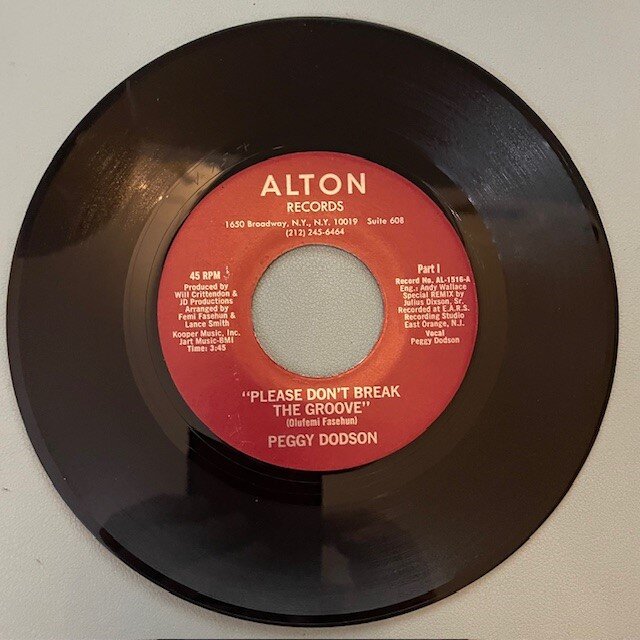 ALTON
RECORDS
1650 Broadway, N.Y., N.Y. 10019 Suite 608
(212) 245-6464
45 RPM
Produced by
Will Crittendon &
JD Productions
Arranged by
Femi Fasehun &
Lance Smith
Kooper Music, Inc.
Jart Music-BMI
Time: 3:45
Part I
Record No. AL-1516-A
Eng.: Andy Wallace
Special REMIX by
Julius Dixson, Sr.
Recorded at E.A.R.S.
Recording Studio
East Orange, N.J.
Vocal
Peggy Dodson
"PLEASE DON'T BREAK
THE GROOVE"
(Olufemi Fasehun)
PEGGY DODSON